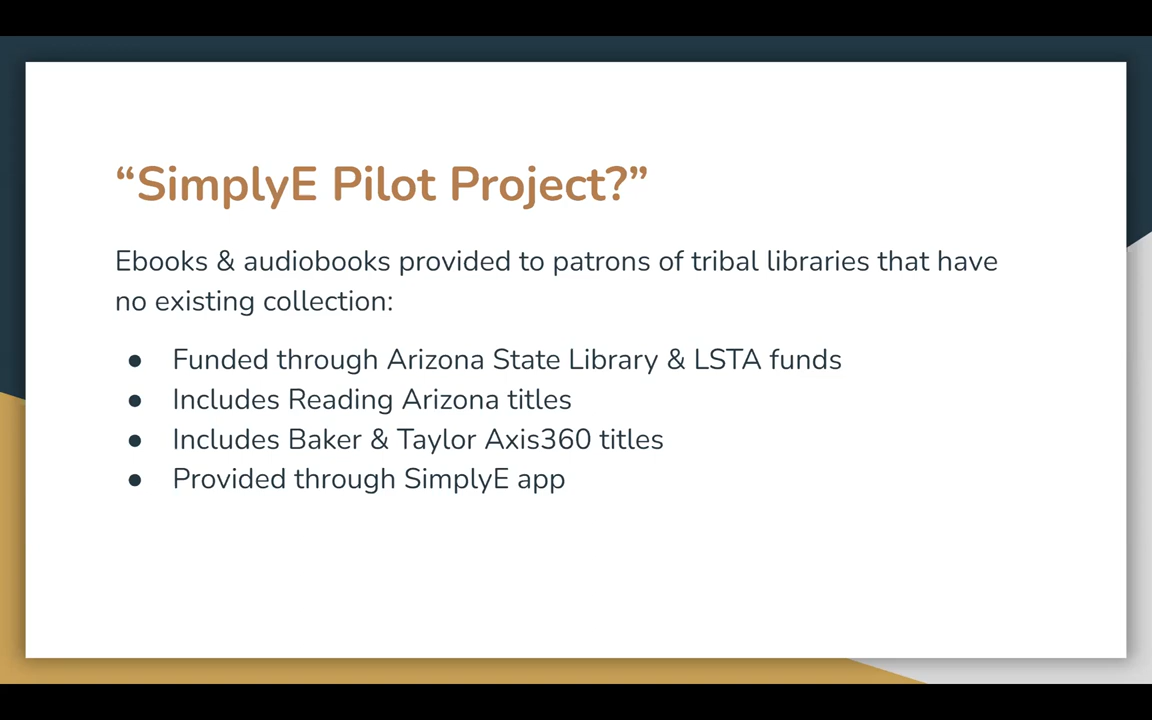 “SimplyE Pilot Project?”
Ebooks & audiobooks provided to patrons of tribal libraries that have
no existing collection:
● Funded through Arizona State Library & LSTA funds
● Includes Reading Arizona titles
● Includes Baker & Taylor Axis360 titles
● Provided through SimplyE app